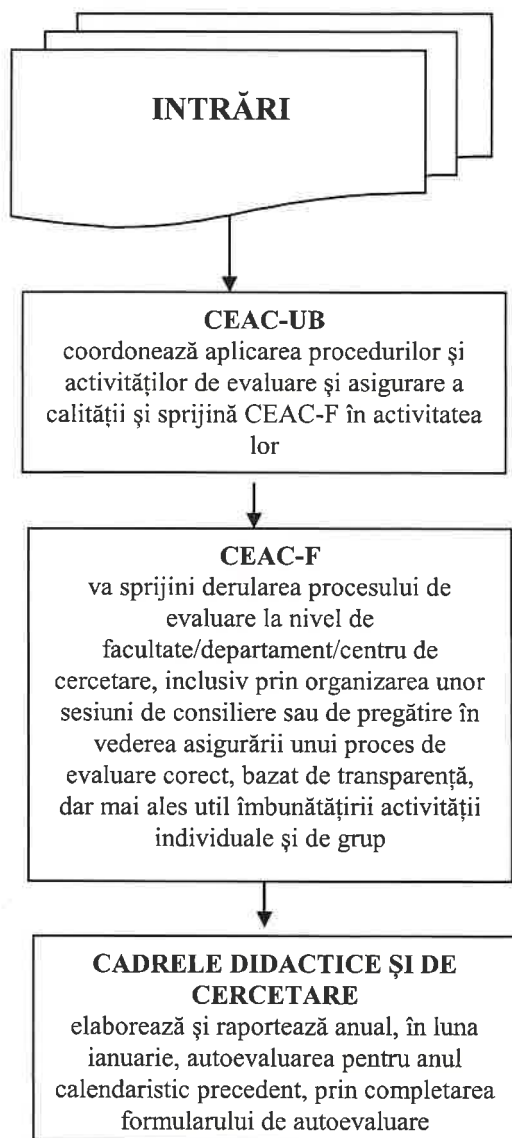 INTRĂRI
CEAC-UB
coordonează aplicarea procedurilor şi
activităţilor de evaluare şi asigurare a
calităţii şi sprijină CEAC-F în activitatea
lor
CEAC-F
va sprijini derularea procesului de
evaluare la nivel de
facultate/departament/centru de
cercetare, inclusiv prin organizarea unor
sesiuni de consiliere sau de pregătire în
vederea asigurării unui proces de
evaluare corect, bazat de transparenţă,
dar mai ales util îmbunătăţirii activităţii
individuale şi de grup
CADRELE DIDACTICE ŞI DE
CERCETARE
elaborează şi raportează anual, în luna
ianuarie, autoevaluarea pentru anul
calendaristic precedent, prin completarea
formularului de autoevaluare